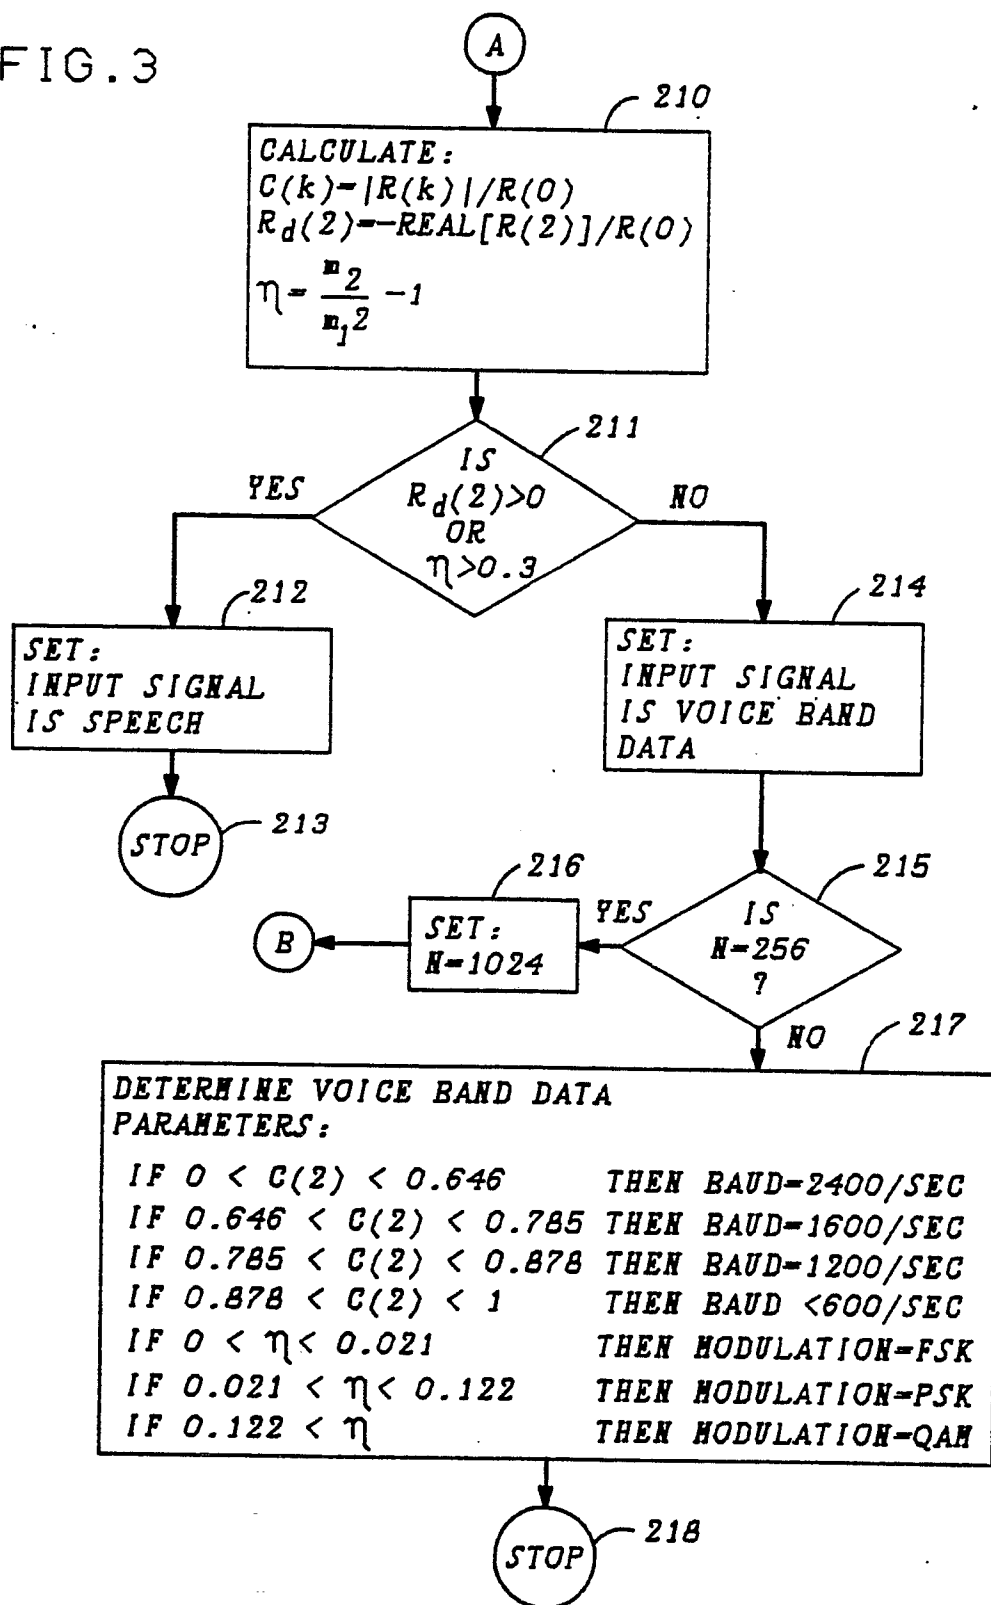 FIG.3
A
210
CALCULATE:
C(k)=|R(k)|/R(0)
Rd(2)=-REAL[R(2)]/R(0)
η= m2/m1² -1
211
IS
Rd(2)>0
OR
η>0.3
YES
NO
212
SET:
INPUT SIGNAL
IS SPEECH
214
SET:
INPUT SIGNAL
IS VOICE BAND
DATA
STOP
213
215
IS
N=256
?
YES
216
SET:
N=1024
B
NO
217
DETERMINE VOICE BAND DATA
PARAMETERS:
IF 0 < C(2) < 0.646 THEN BAUD=2400/SEC
IF 0.646 < C(2) < 0.785 THEN BAUD=1600/SEC
IF 0.785 < C(2) < 0.878 THEN BAUD=1200/SEC
IF 0.878 < C(2) < 1 THEN BAUD <600/SEC
IF 0 < η< 0.021 THEN MODULATION=FSK
IF 0.021 < η< 0.122 THEN MODULATION=PSK
IF 0.122 < η THEN MODULATION=QAM
STOP
218